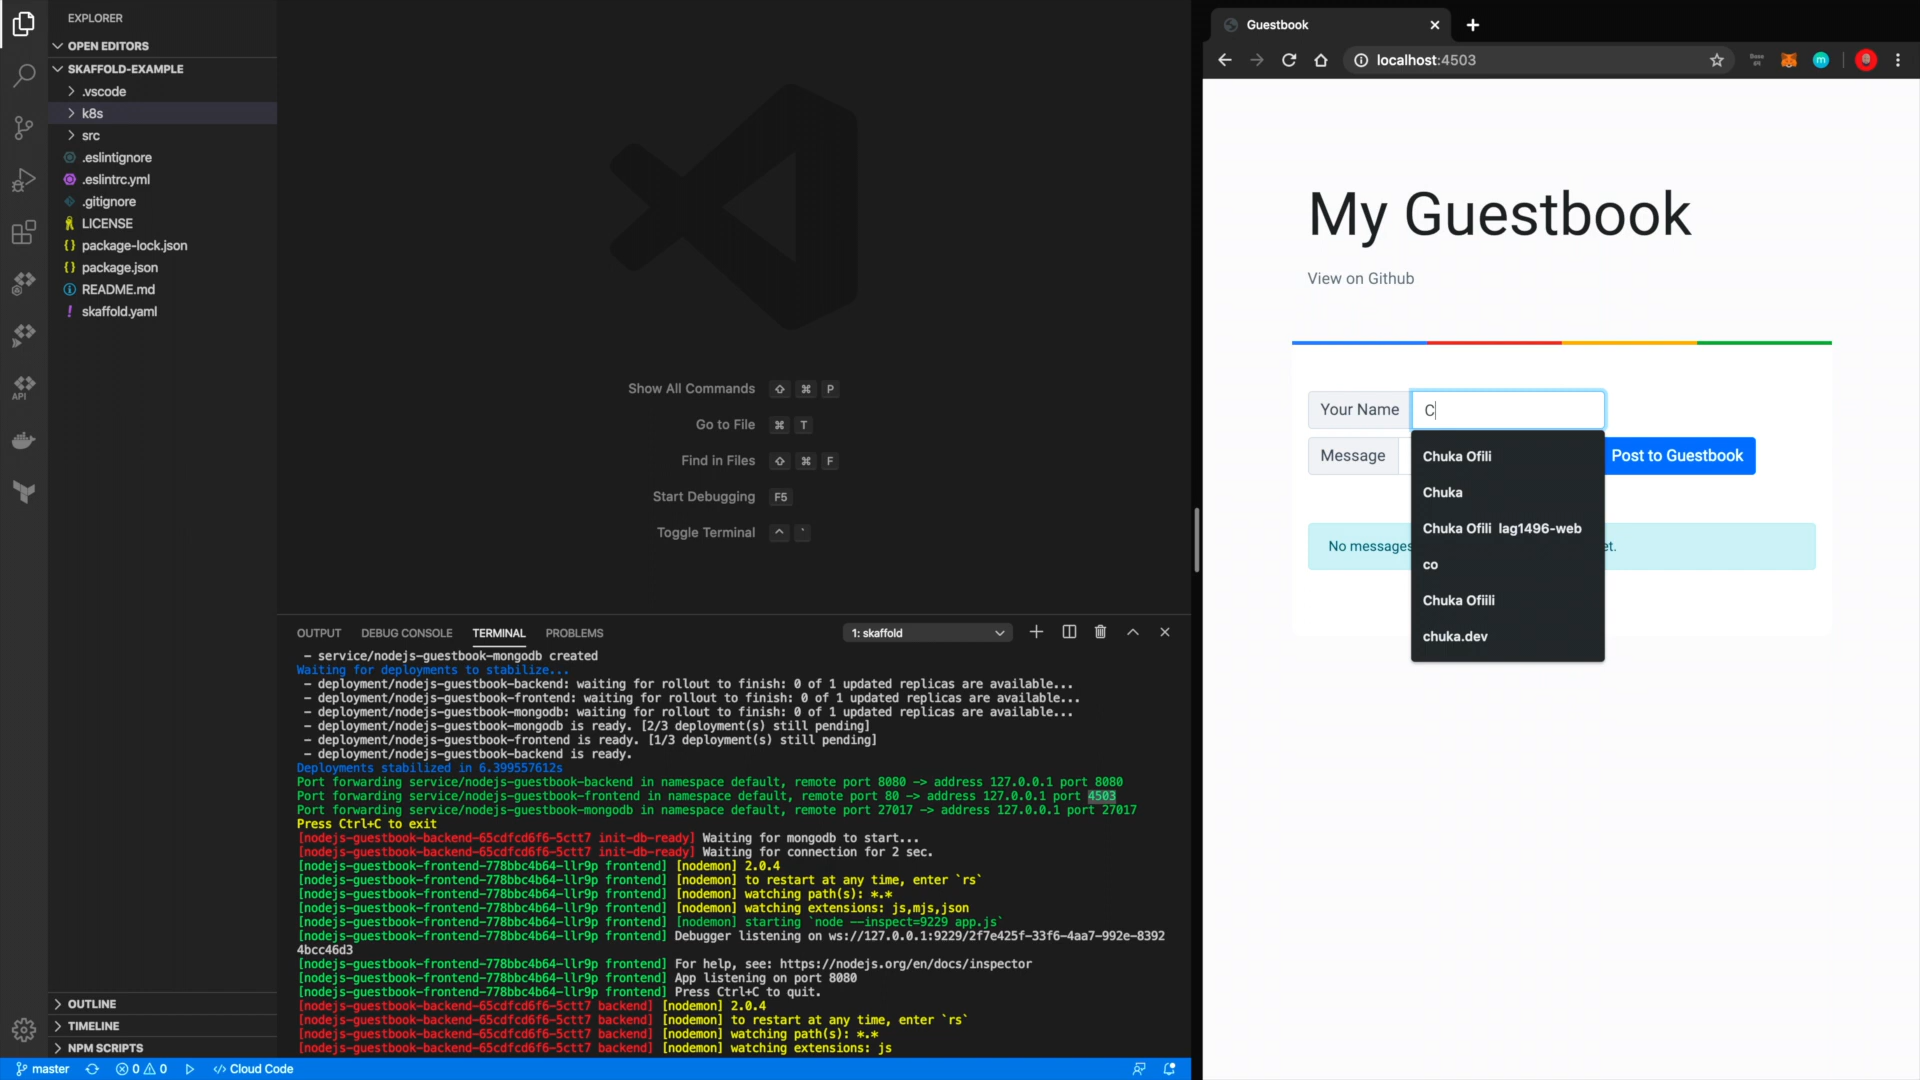 EXPLORER
OPEN EDITORS
SKAFFOLD-EXAMPLE
.vscode
k8s
src
.eslintignore
.eslintrc.yml
.gitignore
LICENSE
package-lock.json
package.json
README.md
skaffold.yaml
API
OUTLINE
TIMELINE
NPM SCRIPTS
Show All Commands ⌘ P
Go to File ⌘ T
Find in Files ⌘ F
Start Debugging F5
Toggle Terminal ^ `
OUTPUT DEBUG CONSOLE TERMINAL PROBLEMS 1: skaffold
- service/nodejs-guestbook-mongodb created
Waiting for deployments to stabilize...
- deployment/nodejs-guestbook-backend: waiting for rollout to finish: 0 of 1 updated replicas are available...
- deployment/nodejs-guestbook-frontend: waiting for rollout to finish: 0 of 1 updated replicas are available...
- deployment/nodejs-guestbook-mongodb: waiting for rollout to finish: 0 of 1 updated replicas are available...
- deployment/nodejs-guestbook-mongodb is ready. [2/3 deployment(s) still pending]
- deployment/nodejs-guestbook-frontend is ready. [1/3 deployment(s) still pending]
- deployment/nodejs-guestbook-backend is ready.
Deployments stabilized in 6.399557612s
Port forwarding service/nodejs-guestbook-backend in namespace default, remote port 8080 -> address 127.0.0.1 port 8080
Port forwarding service/nodejs-guestbook-frontend in namespace default, remote port 80 -> address 127.0.0.1 port 4503
Port forwarding service/nodejs-guestbook-mongodb in namespace default, remote port 27017 -> address 127.0.0.1 port 27017
Press Ctrl+C to exit
[nodejs-guestbook-backend-65cdfcd6f6-5ctt7 init-db-ready] Waiting for mongodb to start...
[nodejs-guestbook-backend-65cdfcd6f6-5ctt7 init-db-ready] Waiting for connection for 2 sec.
[nodejs-guestbook-frontend-778bbc4b64-llr9p frontend] [nodemon] 2.0.4
[nodejs-guestbook-frontend-778bbc4b64-llr9p frontend] [nodemon] to restart at any time, enter `rs`
[nodejs-guestbook-frontend-778bbc4b64-llr9p frontend] [nodemon] watching path(s): *.*
[nodejs-guestbook-frontend-778bbc4b64-llr9p frontend] [nodemon] watching extensions: js,mjs,json
[nodejs-guestbook-frontend-778bbc4b64-llr9p frontend] [nodemon] starting `node --inspect=9229 app.js`
[nodejs-guestbook-frontend-778bbc4b64-llr9p frontend] Debugger listening on ws://127.0.0.1:9229/2f7e425f-33f6-4aa7-992e-8392
4bcc46d3
[nodejs-guestbook-frontend-778bbc4b64-llr9p frontend] For help, see: https://nodejs.org/en/docs/inspector
[nodejs-guestbook-frontend-778bbc4b64-llr9p frontend] App listening on port 8080
[nodejs-guestbook-frontend-778bbc4b64-llr9p frontend] Press Ctrl+C to quit.
[nodejs-guestbook-backend-65cdfcd6f6-5ctt7 backend] [nodemon] 2.0.4
[nodejs-guestbook-backend-65cdfcd6f6-5ctt7 backend] [nodemon] to restart at any time, enter `rs`
[nodejs-guestbook-backend-65cdfcd6f6-5ctt7 backend] [nodemon] watching path(s): *.*
[nodejs-guestbook-backend-65cdfcd6f6-5ctt7 backend] [nodemon] watching extensions: js
master 0 0 Cloud Code
Guestbook
localhost:4503
m
My Guestbook
View on Github
Your Name C
Message Post to Guestbook
Chuka Ofili
Chuka
Chuka Ofili lag1496-web
No messages et.
co
Chuka Ofiili
chuka.dev